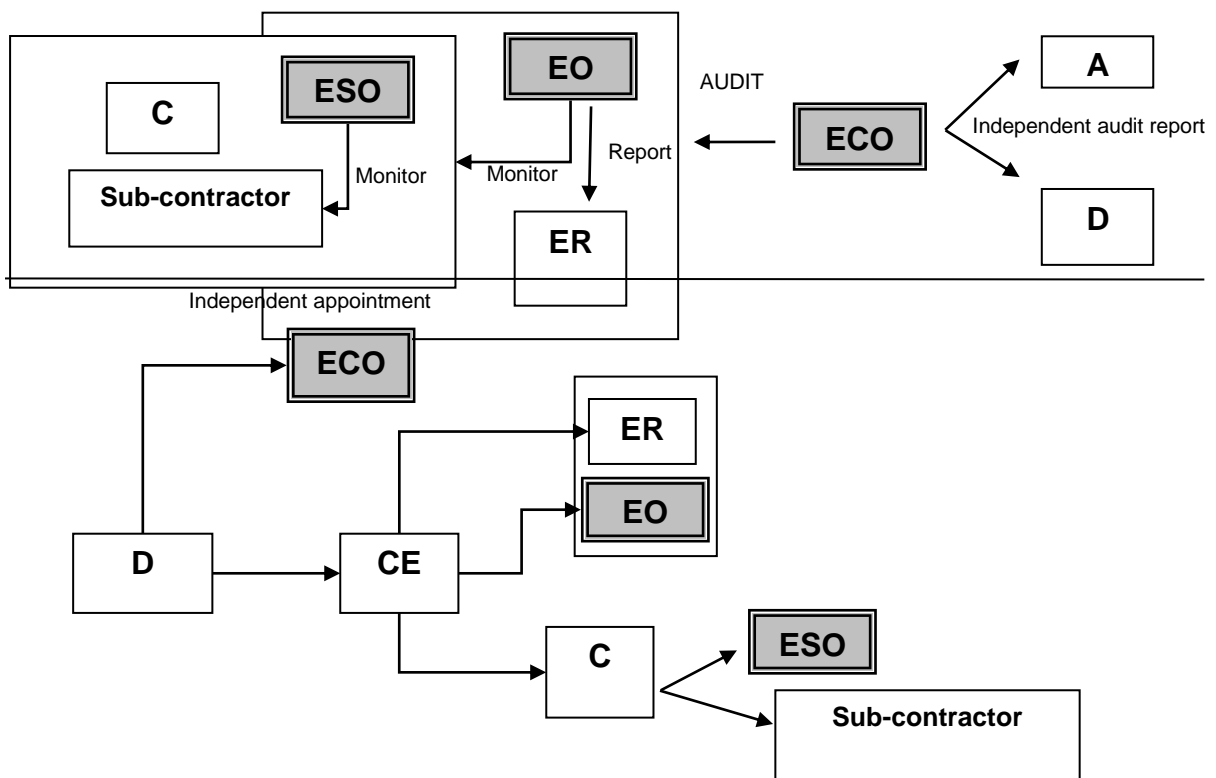 EO
ESO
C
A
AUDIT
ECO
Independent audit report
Report
Monitor
Monitor
Sub-contractor
D
ER
Independent appointment
ECO
ER
EO
D
CE
C
ESO
Sub-contractor